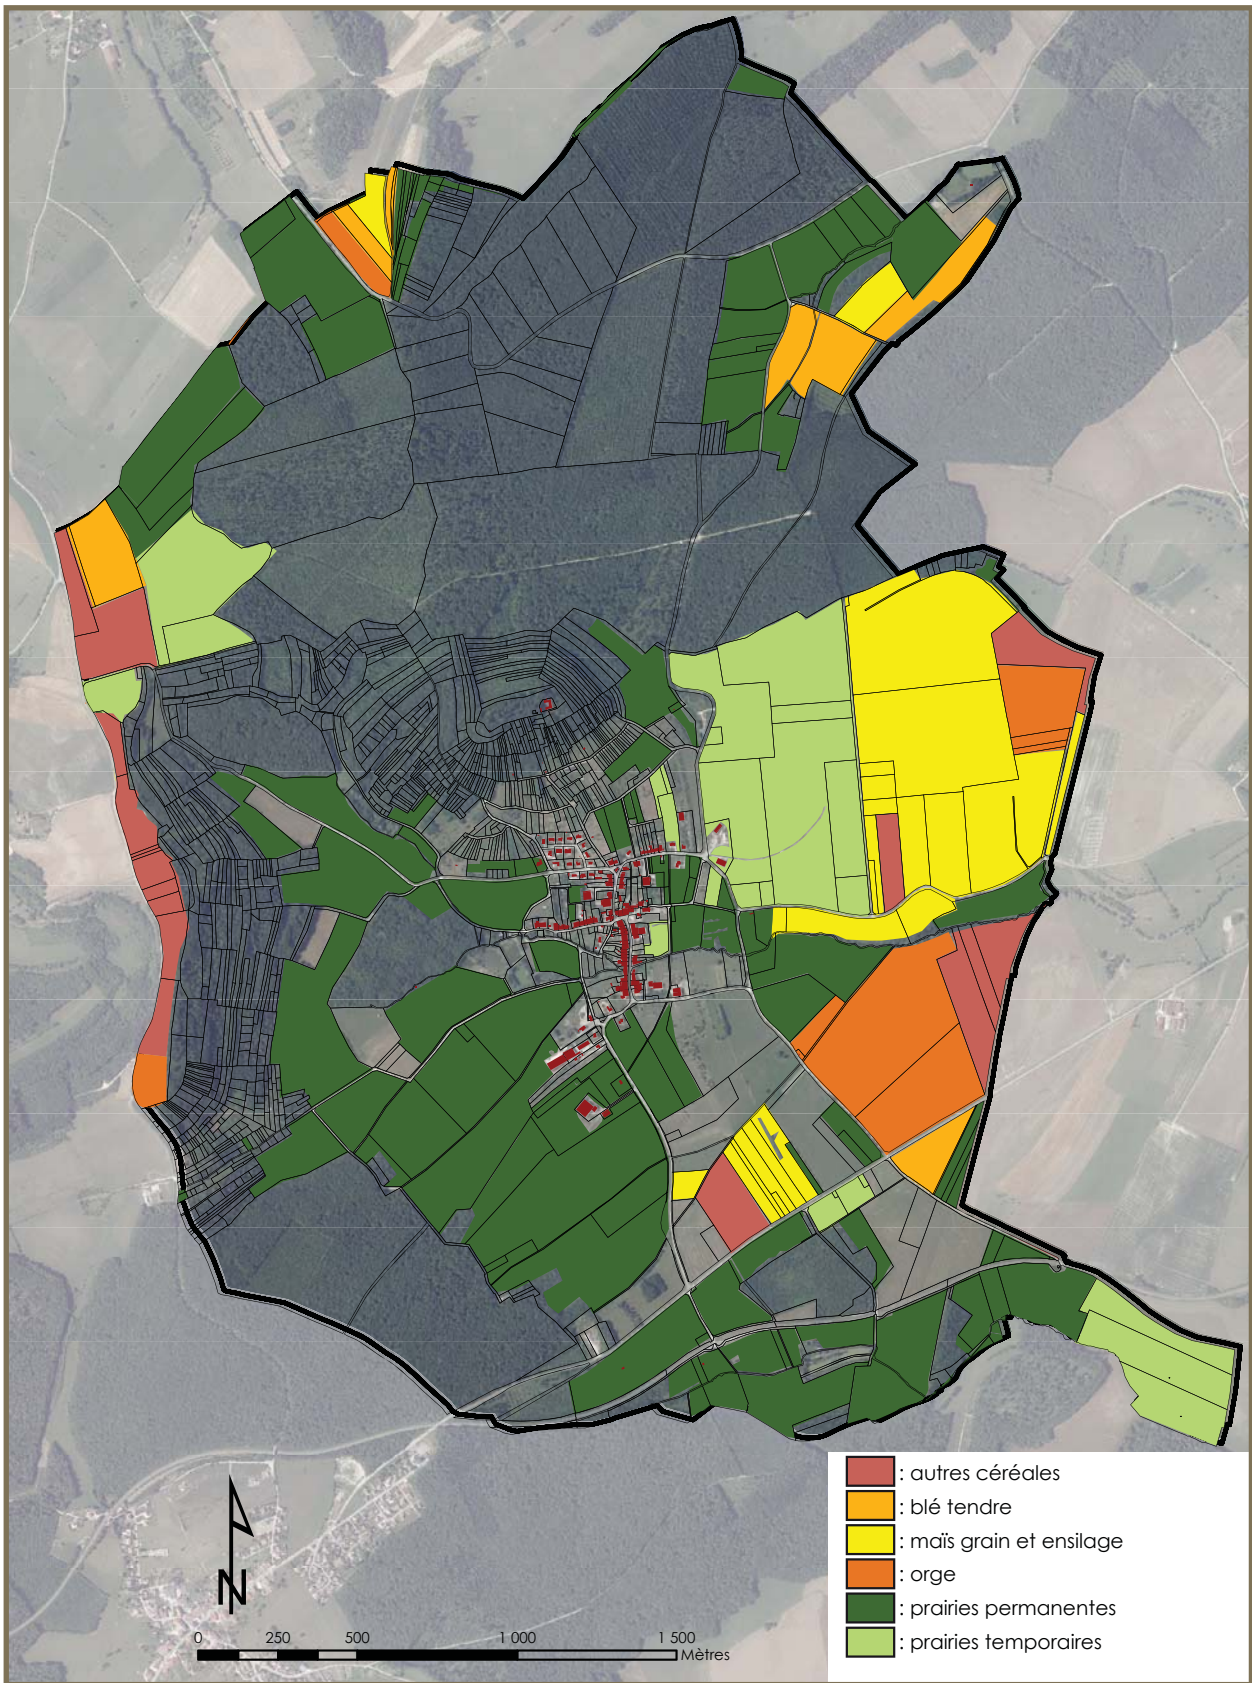 : autres céréales
: blé tendre
: maïs grain et ensilage
: orge
: prairies permanentes
: prairies temporaires
N
0 250 500 1 000 1 500
Mètres